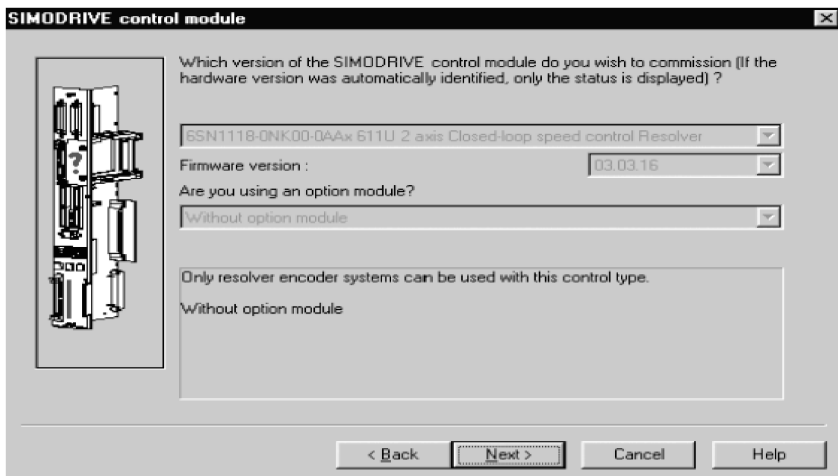 SIMODRIVE control module
Which version of the SIMODRIVE control module do you wish to commission (If the
hardware version was automatically identified, only the status is displayed) ?
6SN1118-0NK00-0AAx 611U 2 axis Closed-loop speed control Resolver
Firmware version :
03.03.16
Are you using an option module?
Without option module
?
Only resolver encoder systems can be used with this control type.
Without option module
< Back
Next >
Cancel
Help